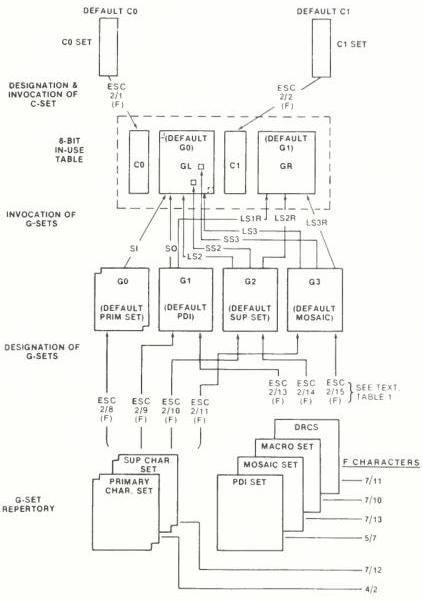 DEFAULT C0
DEFAULT C1
C0 SET
C1 SET
DESIGNATION &
INVOCATION OF
C-SET
ESC
2/1
(F)
ESC
2/2
(F)
8-BIT
IN-USE
TABLE
C0
(DEFAULT
G0)
GL
C1
(DEFAULT
G1)
GR
INVOCATION OF
G-SETS
SI
SO
LS2
SS2
SS3
LS3
LS1R
LS2R
LS3R
G0
(DEFAULT
PRIM SET)
G1
(DEFAULT
PDI)
G2
(DEFAULT
SUP SET)
G3
(DEFAULT
MOSAIC)
DESIGNATION OF
G-SETS
ESC
2/8
(F)
ESC
2/9
(F)
ESC
2/10
(F)
ESC
2/11
(F)
ESC
2/13
(F)
ESC
2/14
(F)
ESC
2/15
(F)
SEE TEXT.
TABLE 1
G-SET
REPERTORY
SUP CHAR.
SET
PRIMARY
CHAR. SET
DRCS
MACRO SET
MOSAIC SET
PDI SET
F CHARACTERS
7/11
7/10
7/13
5/7
7/12
4/2